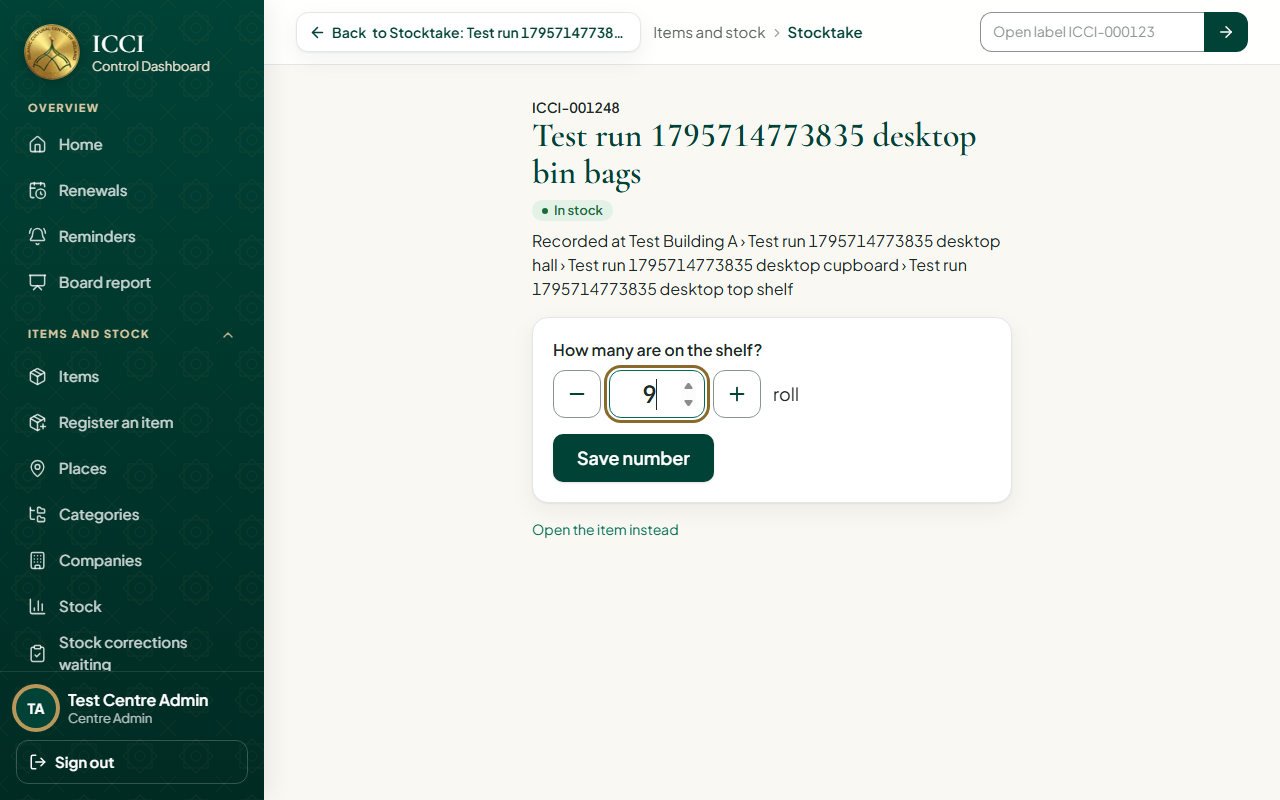 ICCI
Control Dashboard
OVERVIEW
Home
Renewals
Reminders
Board report
ITEMS AND STOCK
Items
Register an item
Places
Categories
Companies
Stock
Stock corrections
waiting
TA
Test Centre Admin
Centre Admin
Sign out
Back to Stocktake: Test run 17957147738…
Items and stock › Stocktake
Open label ICCI-000123
ICCI-001248
Test run 1795714773835 desktop
bin bags
In stock
Recorded at Test Building A › Test run 1795714773835 desktop
hall › Test run 1795714773835 desktop cupboard › Test run
1795714773835 desktop top shelf
How many are on the shelf?
9
roll
Save number
Open the item instead